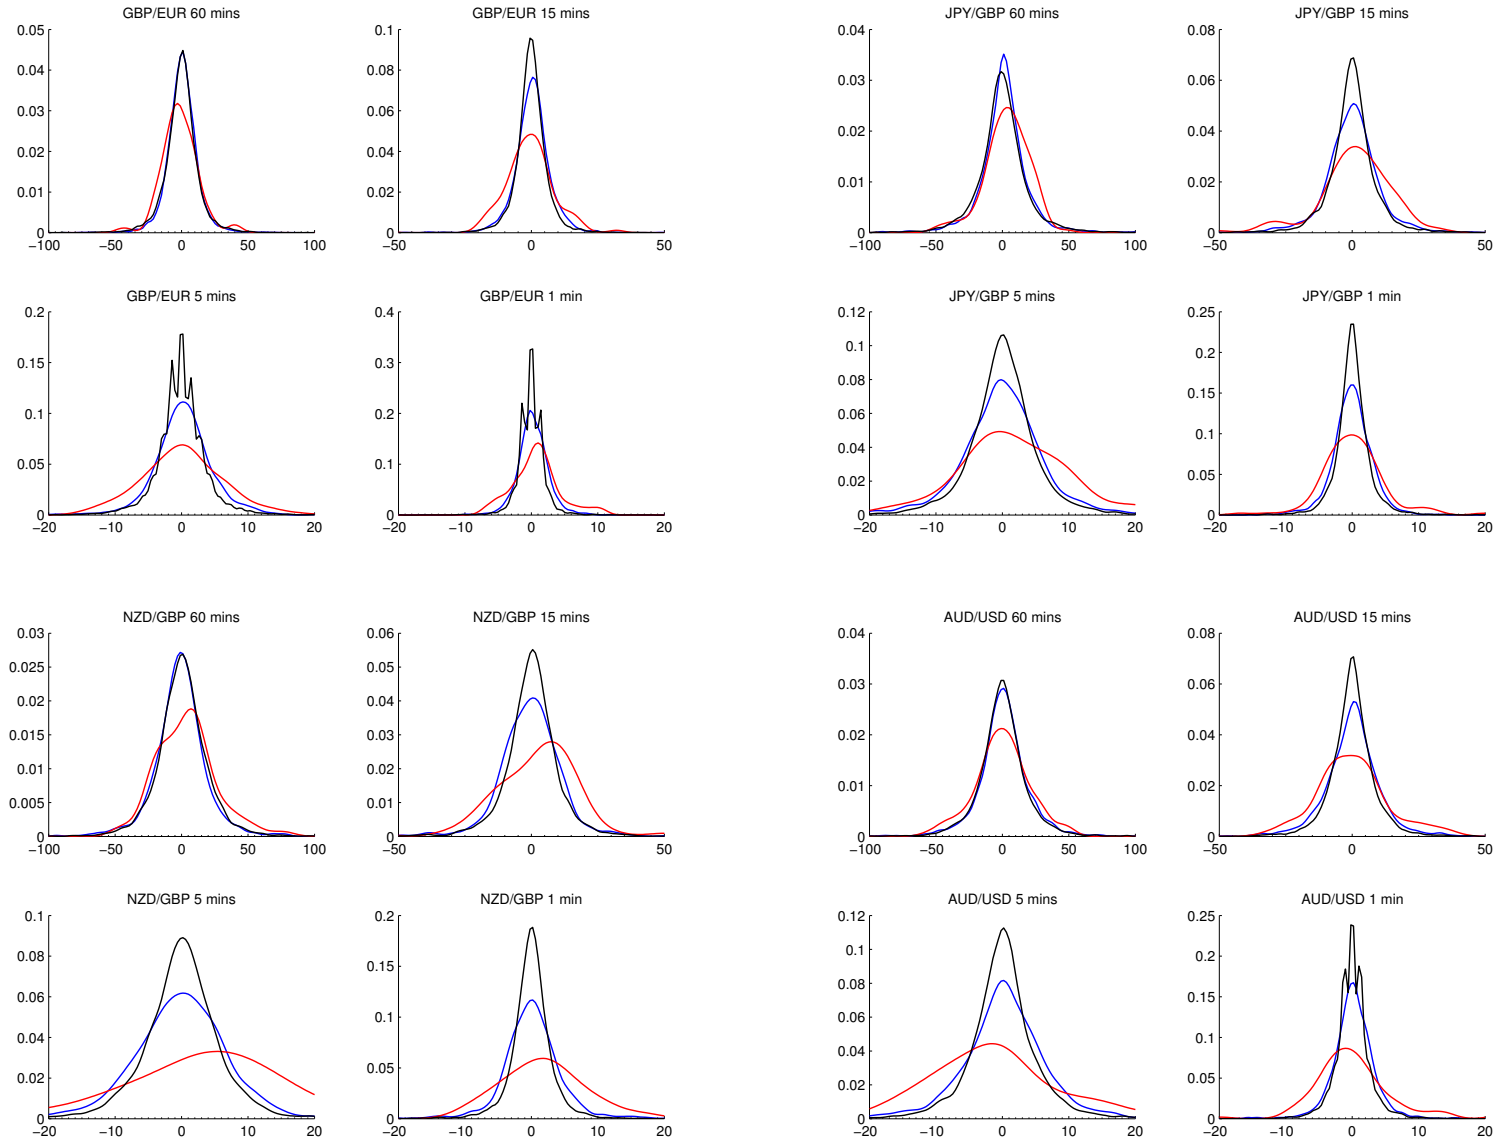 GBP/EUR 60 mins
0.05
0.04
0.03
0.02
0.01
0
−100 −50 0 50 100
GBP/EUR 15 mins
0.1
0.08
0.06
0.04
0.02
0
−50 0 50
JPY/GBP 60 mins
0.04
0.03
0.02
0.01
0
−100 −50 0 50 100
JPY/GBP 15 mins
0.08
0.06
0.04
0.02
0
−50 0 50
GBP/EUR 5 mins
0.2
0.15
0.1
0.05
0
−20 −10 0 10 20
GBP/EUR 1 min
0.4
0.3
0.2
0.1
0
−20 −10 0 10 20
JPY/GBP 5 mins
0.12
0.1
0.08
0.06
0.04
0.02
0
−20 −10 0 10 20
JPY/GBP 1 min
0.25
0.2
0.15
0.1
0.05
0
−20 −10 0 10 20
NZD/GBP 60 mins
0.03
0.025
0.02
0.015
0.01
0.005
0
−100 −50 0 50 100
NZD/GBP 15 mins
0.06
0.05
0.04
0.03
0.02
0.01
0
−50 0 50
AUD/USD 60 mins
0.04
0.03
0.02
0.01
0
−100 −50 0 50 100
AUD/USD 15 mins
0.08
0.06
0.04
0.02
0
−50 0 50
NZD/GBP 5 mins
0.1
0.08
0.06
0.04
0.02
0
−20 −10 0 10 20
NZD/GBP 1 min
0.2
0.15
0.1
0.05
0
−20 −10 0 10 20
AUD/USD 5 mins
0.12
0.1
0.08
0.06
0.04
0.02
0
−20 −10 0 10 20
AUD/USD 1 min
0.25
0.2
0.15
0.1
0.05
0
−20 −10 0 10 20